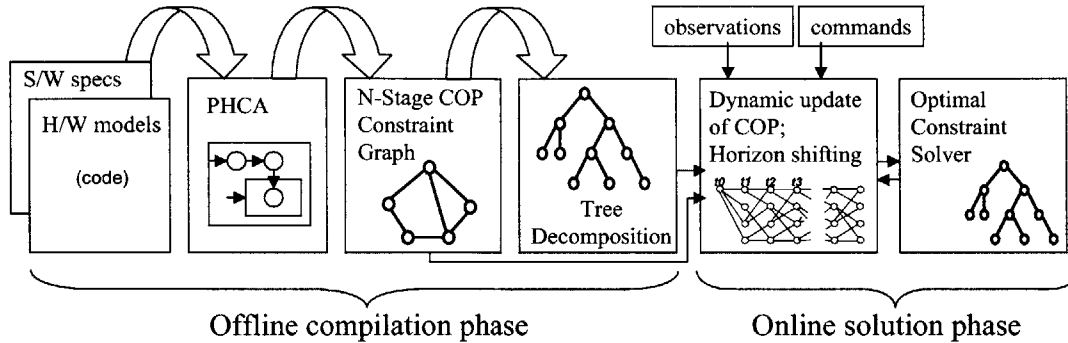 observations
commands
S/W specs
H/W models
(code)
PHCA
N-Stage COP
Constraint
Graph
Tree
Decomposition
Dynamic update
of COP;
Horizon shifting
t0 t1 t2 t3
Optimal
Constraint
Solver
Offline compilation phase
Online solution phase